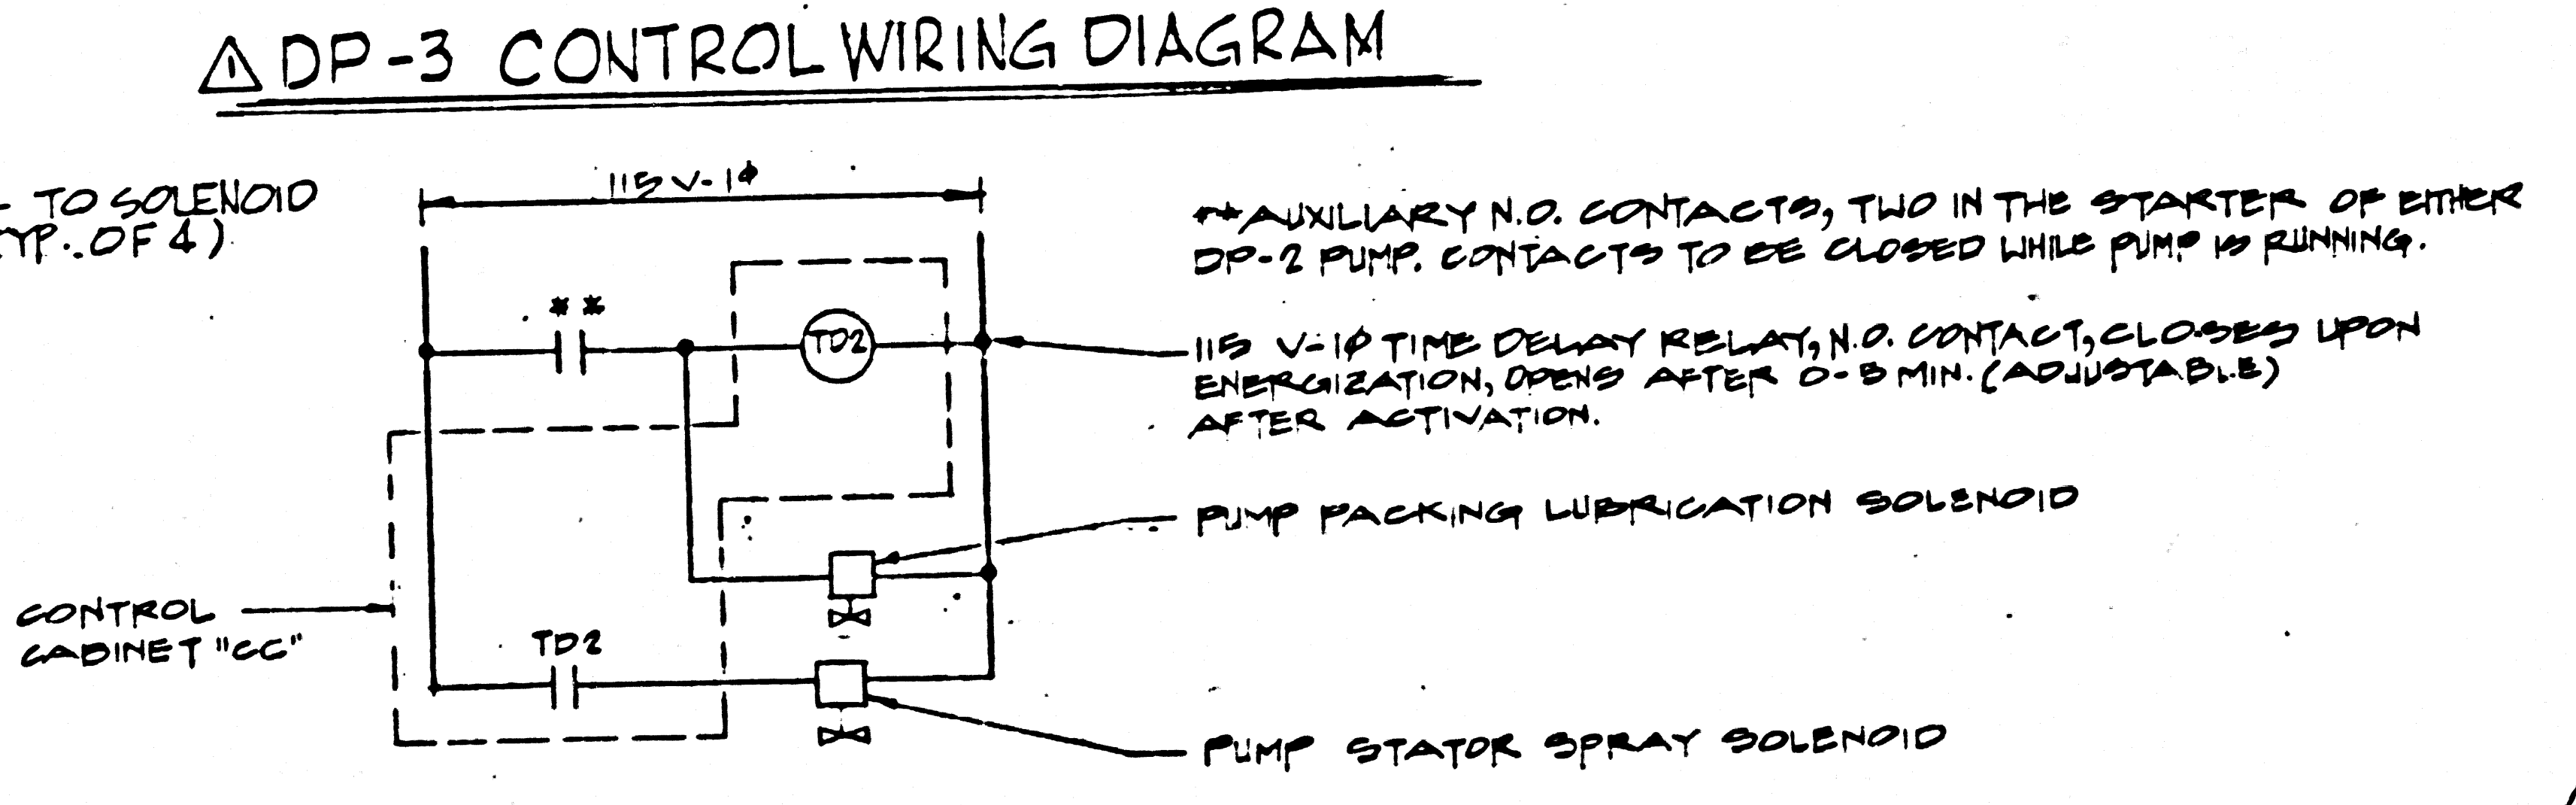 1 DP-3 CONTROL WIRING DIAGRAM
115 V-1φ
- TO SOLENOID
TYP. OF 4)
**AUXILIARY N.O. CONTACTS, TWO IN THE STARTER OF EITHER
DP-2 PUMP. CONTACTS TO BE CLOSED WHILE PUMP IS RUNNING.
**
TD2
115 V-1φ TIME DELAY RELAY, N.O. CONTACT, CLOSES UPON
ENERGIZATION, OPENS AFTER 0-5 MIN. (ADJUSTABLE)
AFTER ACTIVATION.
PUMP PACKING LUBRICATION SOLENOID
CONTROL
CABINET "CC"
TD2
PUMP STATOR SPRAY SOLENOID